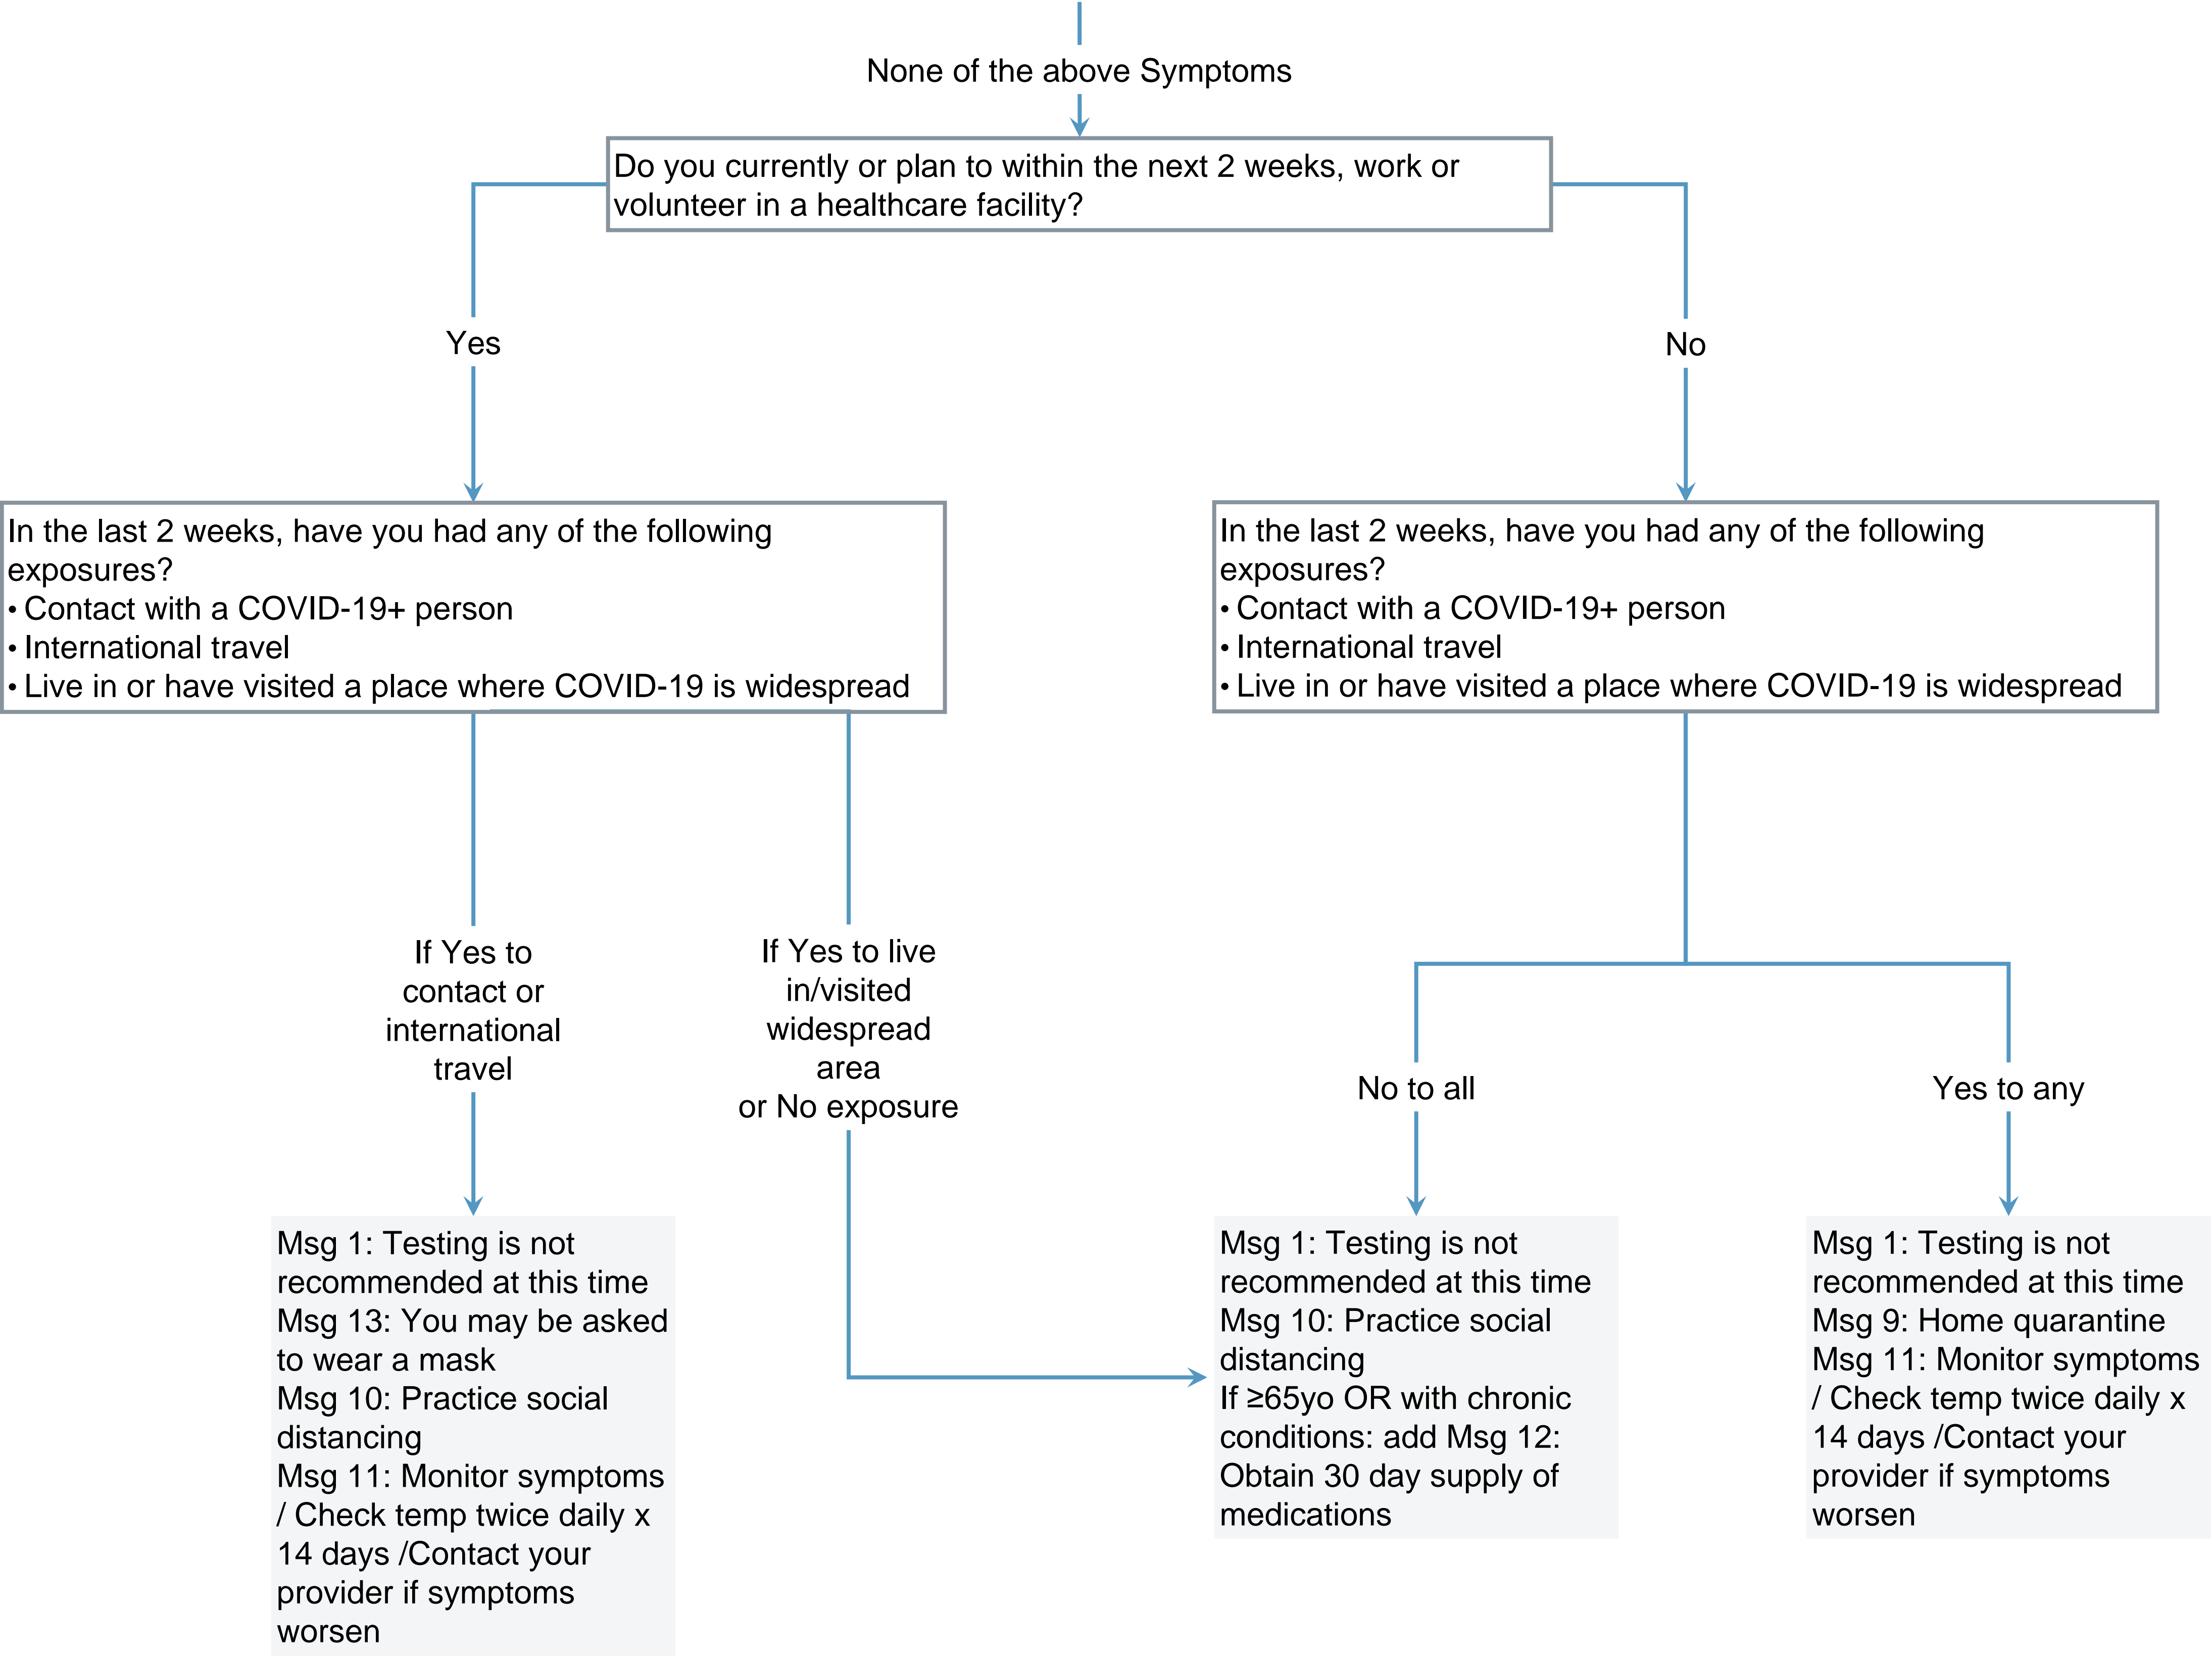 None of the above Symptoms
Do you currently or plan to within the next 2 weeks, work or
volunteer in a healthcare facility?
Yes
No
In the last 2 weeks, have you had any of the following
exposures?
• Contact with a COVID-19+ person
• International travel
• Live in or have visited a place where COVID-19 is widespread
In the last 2 weeks, have you had any of the following
exposures?
• Contact with a COVID-19+ person
• International travel
• Live in or have visited a place where COVID-19 is widespread
If Yes to
contact or
international
travel
If Yes to live
in/visited
widespread
area
or No exposure
No to all
Yes to any
Msg 1: Testing is not
recommended at this time
Msg 13: You may be asked
to wear a mask
Msg 10: Practice social
distancing
Msg 11: Monitor symptoms
/ Check temp twice daily x
14 days /Contact your
provider if symptoms
worsen
Msg 1: Testing is not
recommended at this time
Msg 10: Practice social
distancing
If ≥65yo OR with chronic
conditions: add Msg 12:
Obtain 30 day supply of
medications
Msg 1: Testing is not
recommended at this time
Msg 9: Home quarantine
Msg 11: Monitor symptoms
/ Check temp twice daily x
14 days /Contact your
provider if symptoms
worsen